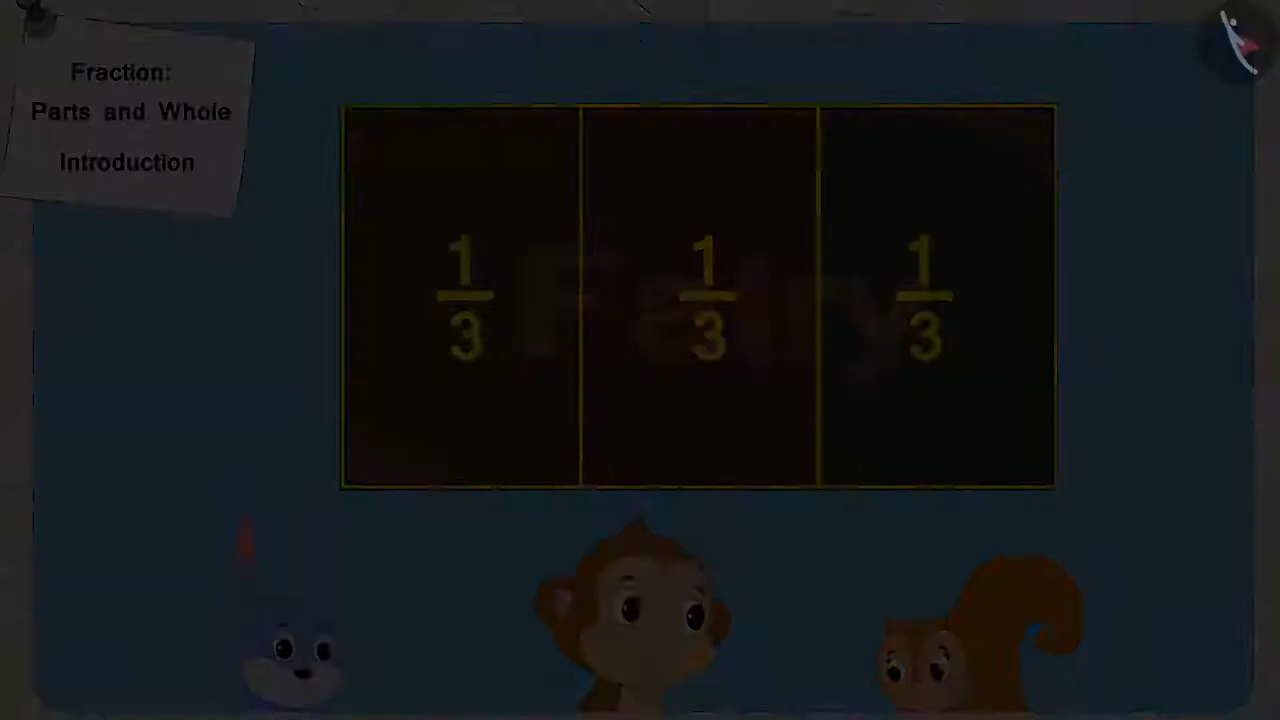 Fraction:
Parts and Whole
Introduction
1 1 1
3 3 3